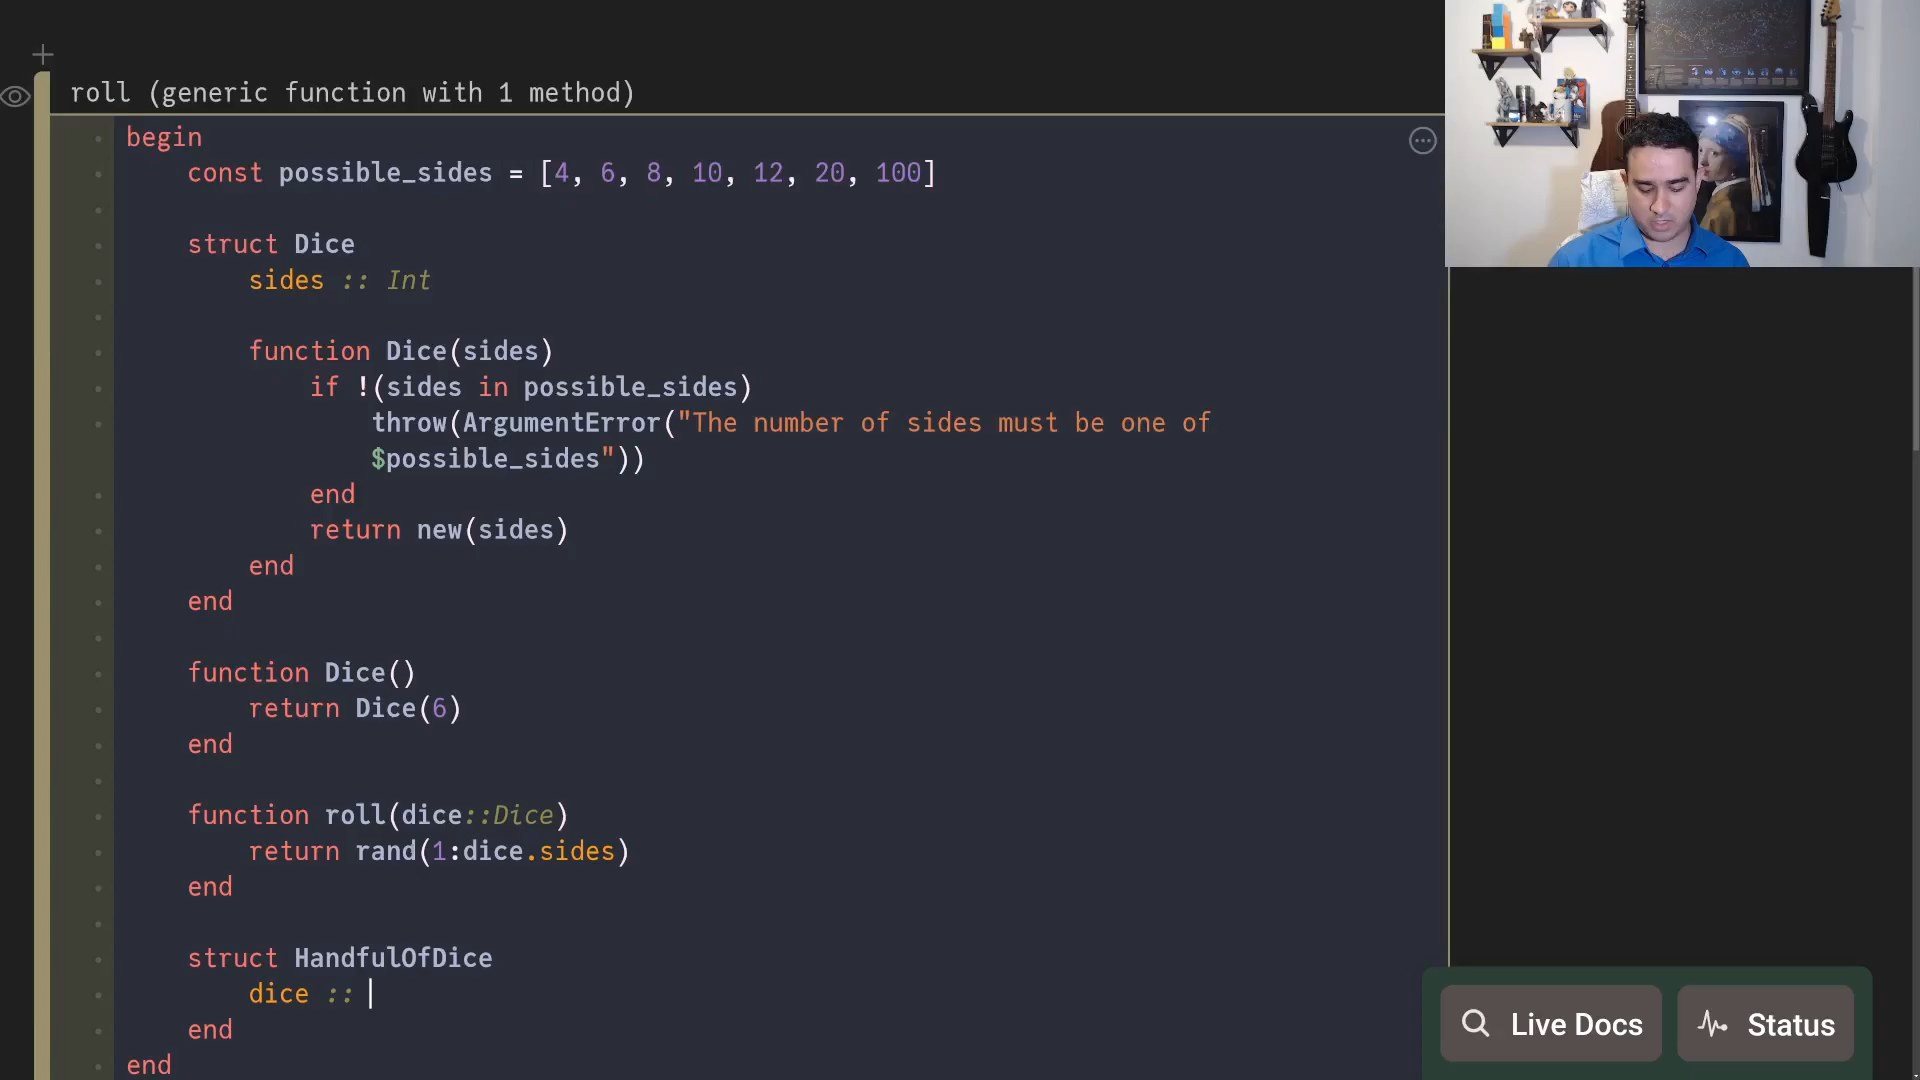 roll (generic function with 1 method)
begin
    const possible_sides = [4, 6, 8, 10, 12, 20, 100]
    struct Dice
        sides :: Int
        function Dice(sides)
            if !(sides in possible_sides)
                throw(ArgumentError("The number of sides must be one of
                $possible_sides"))
            end
            return new(sides)
        end
    end
    function Dice()
        return Dice(6)
    end
    function roll(dice::Dice)
        return rand(1:dice.sides)
    end
    struct HandfulOfDice
        dice ::
    end
end
Live Docs
Status